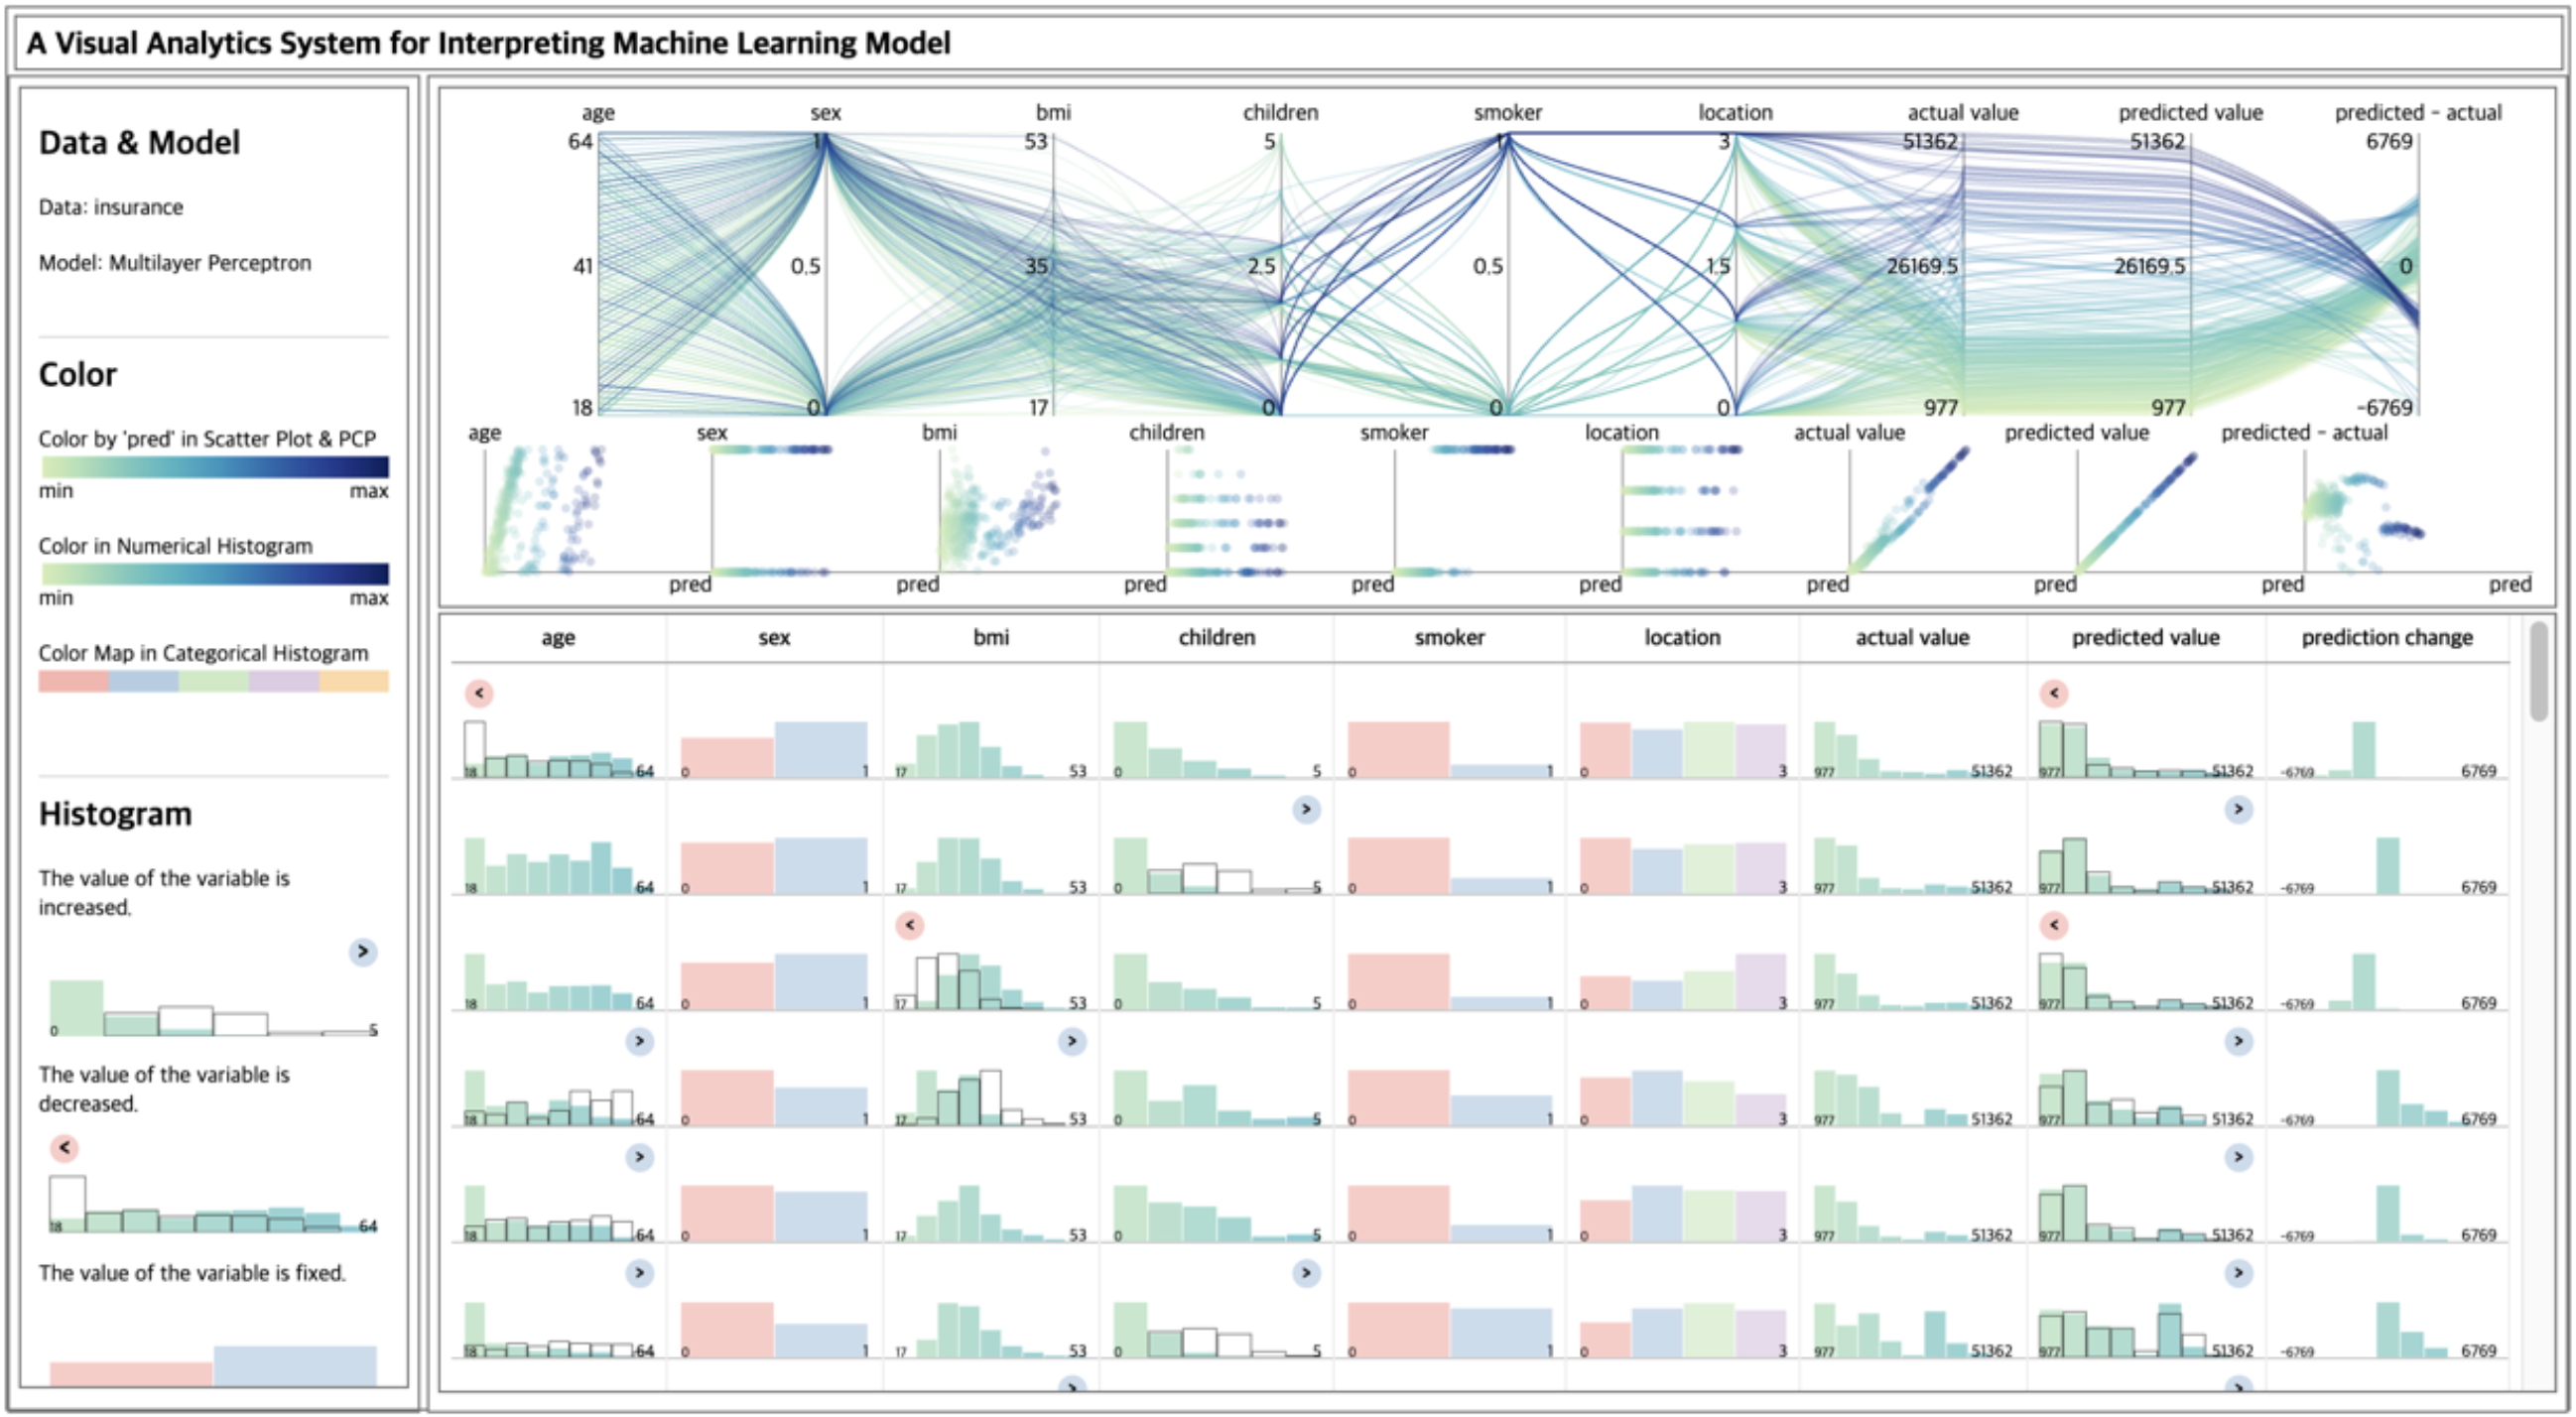 A Visual Analytics System for Interpreting Machine Learning Model
Data & Model
Data: insurance
Model: Multilayer Perceptron
Color
Color by 'pred' in Scatter Plot & PCP
min max
Color in Numerical Histogram
min max
Color Map in Categorical Histogram
Histogram
The value of the variable is
increased.
>
0 5
The value of the variable is
decreased.
<
18 64
The value of the variable is fixed.
age sex bmi children smoker location actual value predicted value predicted - actual
64 1 53 5 1 3 51362 51362 6769
41 0.5 35 2.5 0.5 1.5 26169.5 26169.5 0
18 0 17 0 0 0 977 977 -6769
age sex bmi children smoker location actual value predicted value predicted - actual
pred pred pred pred pred pred pred pred pred
age sex bmi children smoker location actual value predicted value prediction change
< <
18 64 0 1 17 53 0 5 0 1 0 3 977 51362 977 51362 -6769 6769
> >
18 64 0 1 17 53 0 5 0 1 0 3 977 51362 977 51362 -6769 6769
< <
64 0 1 17 53 0 5 0 1 0 3 977 51362 977 51362 -6769 6769
> > >
18 64 0 1 17 53 0 5 0 1 0 3 977 51362 977 51362 -6769 6769
> >
18 64 0 1 17 53 0 5 0 1 0 3 977 51362 977 51362 -6769 6769
> > >
18 64 0 1 17 53 0 5 0 1 0 3 977 51362 977 51362 -6769 6769
> >